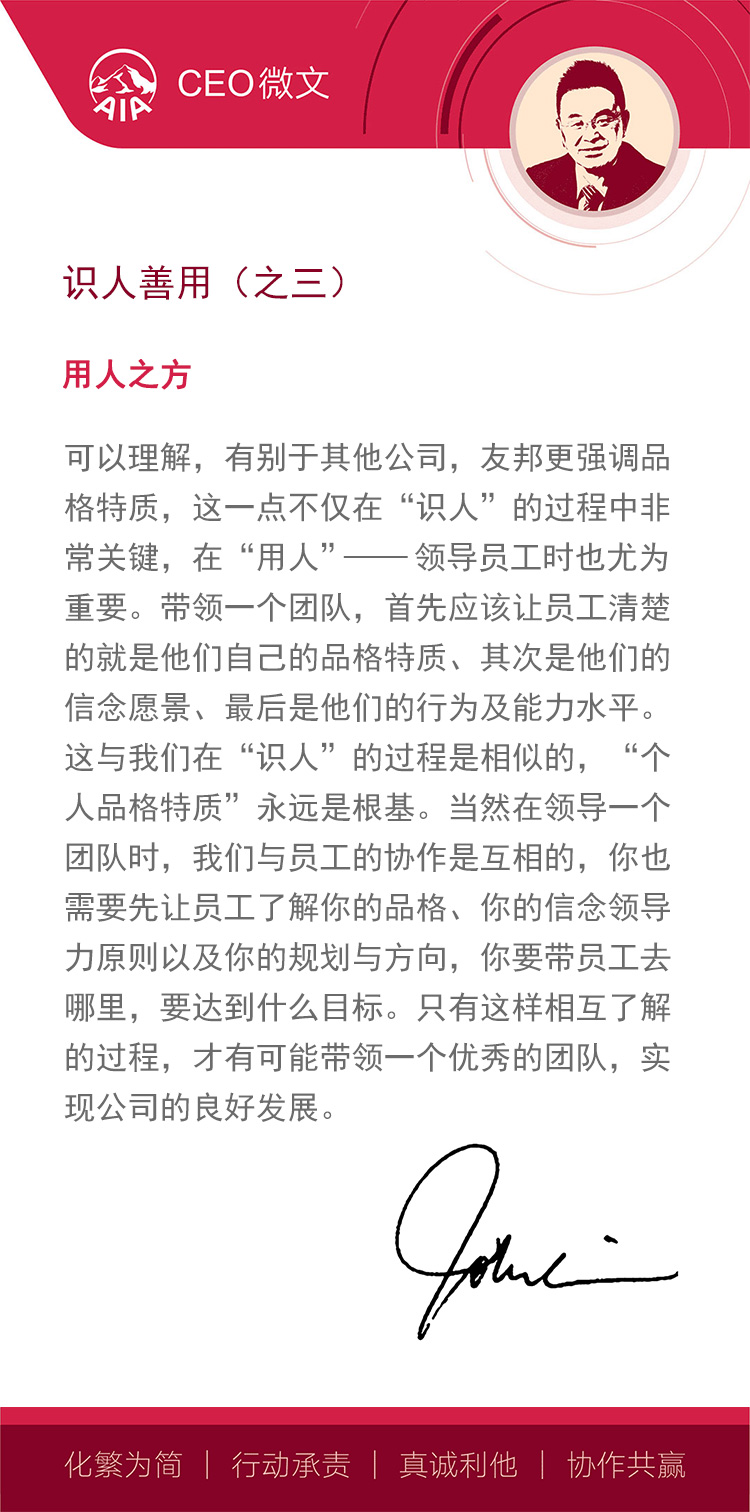 AIA
CEO微文
识人善用（之三）
用人之方
可以理解，有别于其他公司，友邦更强调品
格特质，这一点不仅在“识人”的过程中非
常关键，在“用人”——领导员工时也尤为
重要。带领一个团队，首先应该让员工清楚
的就是他们自己的品格特质、其次是他们的
信念愿景、最后是他们的行为及能力水平。
这与我们在“识人”的过程是相似的，“个
人品格特质”永远是根基。当然在领导一个
团队时，我们与员工的协作是互相的，你也
需要先让员工了解你的品格、你的信念领导
力原则以及你的规划与方向，你要带员工去
哪里，要达到什么目标。只有这样相互了解
的过程，才有可能带领一个优秀的团队，实
现公司的良好发展。
化繁为简 | 行动承责 | 真诚利他 | 协作共赢